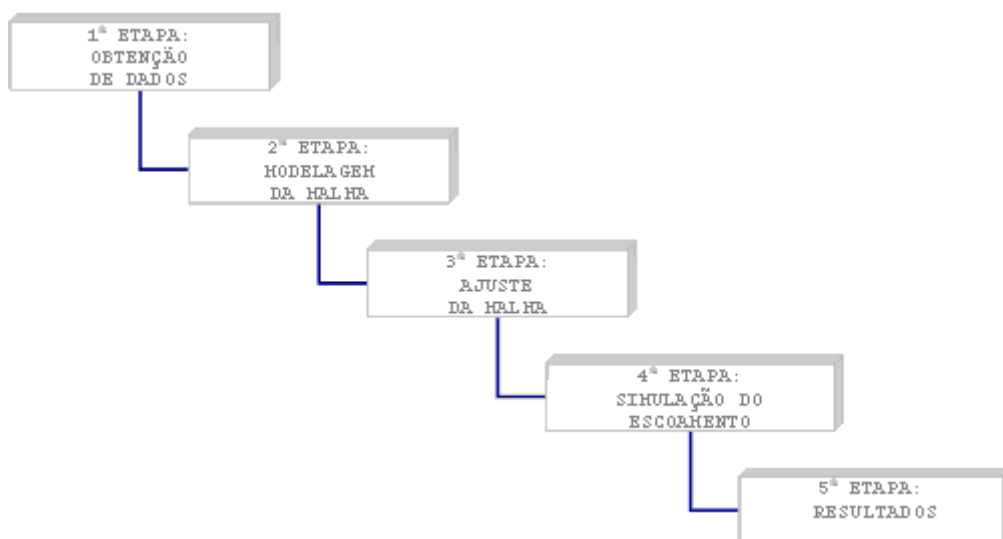 1ª ETAPA:
OBTENÇÃO
DE DADOS
2ª ETAPA:
MODELAGEM
DA MALHA
3ª ETAPA:
AJUSTE
DA MALHA
4ª ETAPA:
SIMULAÇÃO DO
ESCOAMENTO
5ª ETAPA:
RESULTADOS